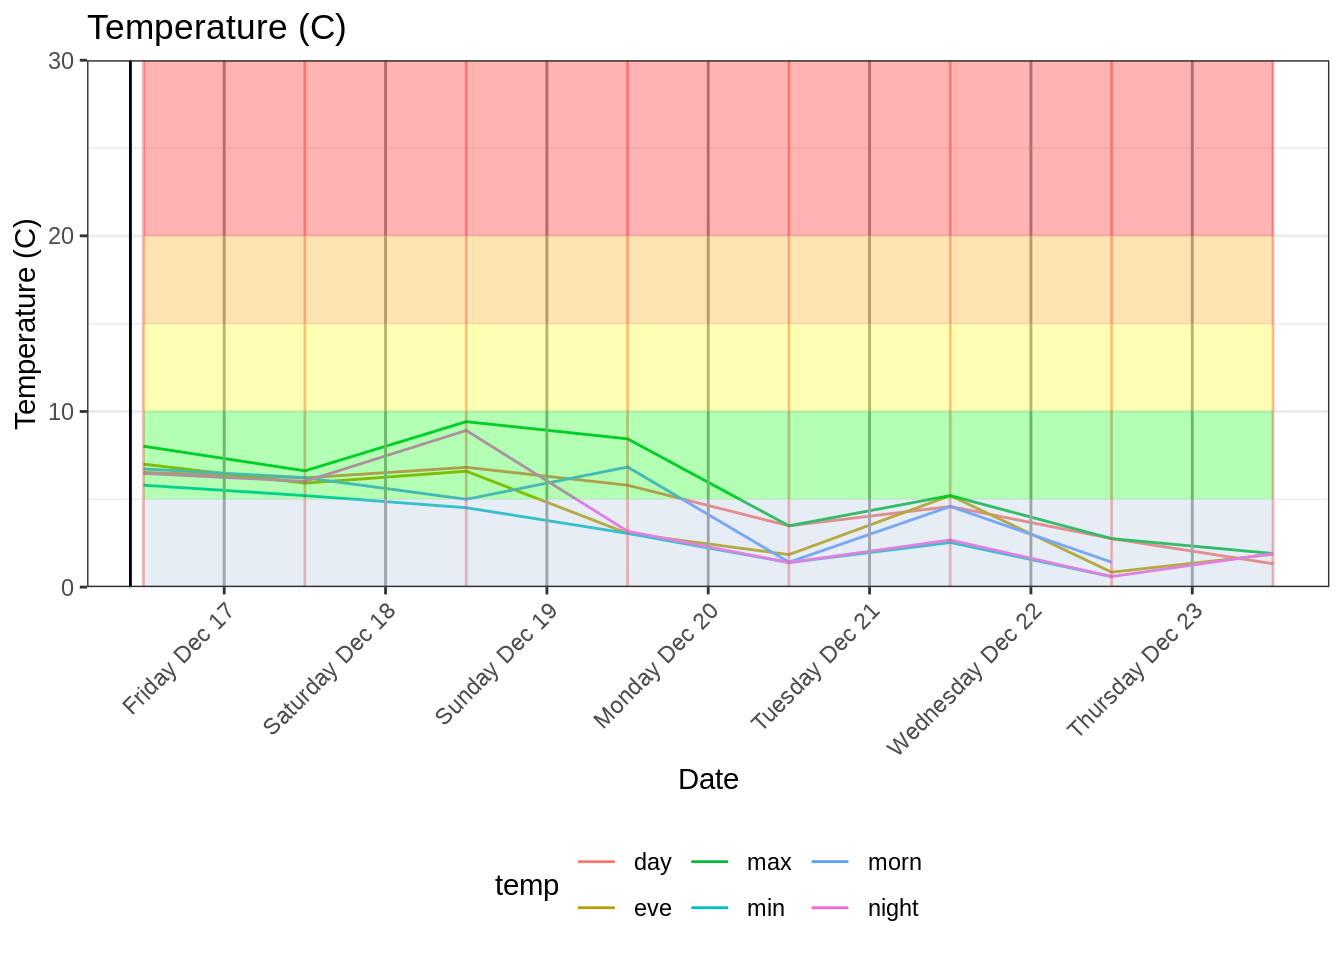 Temperature (C)
30
20
10
0
Temperature (C)
Friday Dec 17
Saturday Dec 18
Sunday Dec 19
Monday Dec 20
Tuesday Dec 21
Wednesday Dec 22
Thursday Dec 23
Date
temp
day
max
morn
eve
min
night